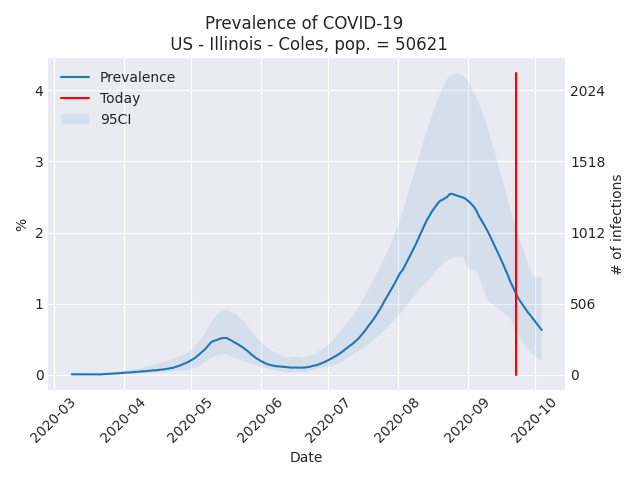 Prevalence of COVID-19
US - Illinois - Coles, pop. = 50621
Prevalence
Today
95CI
%
4
3
2
1
0
2024
1518
1012
506
0
# of infections
2020-03
2020-04
2020-05
2020-06
2020-07
2020-08
2020-09
2020-10
Date